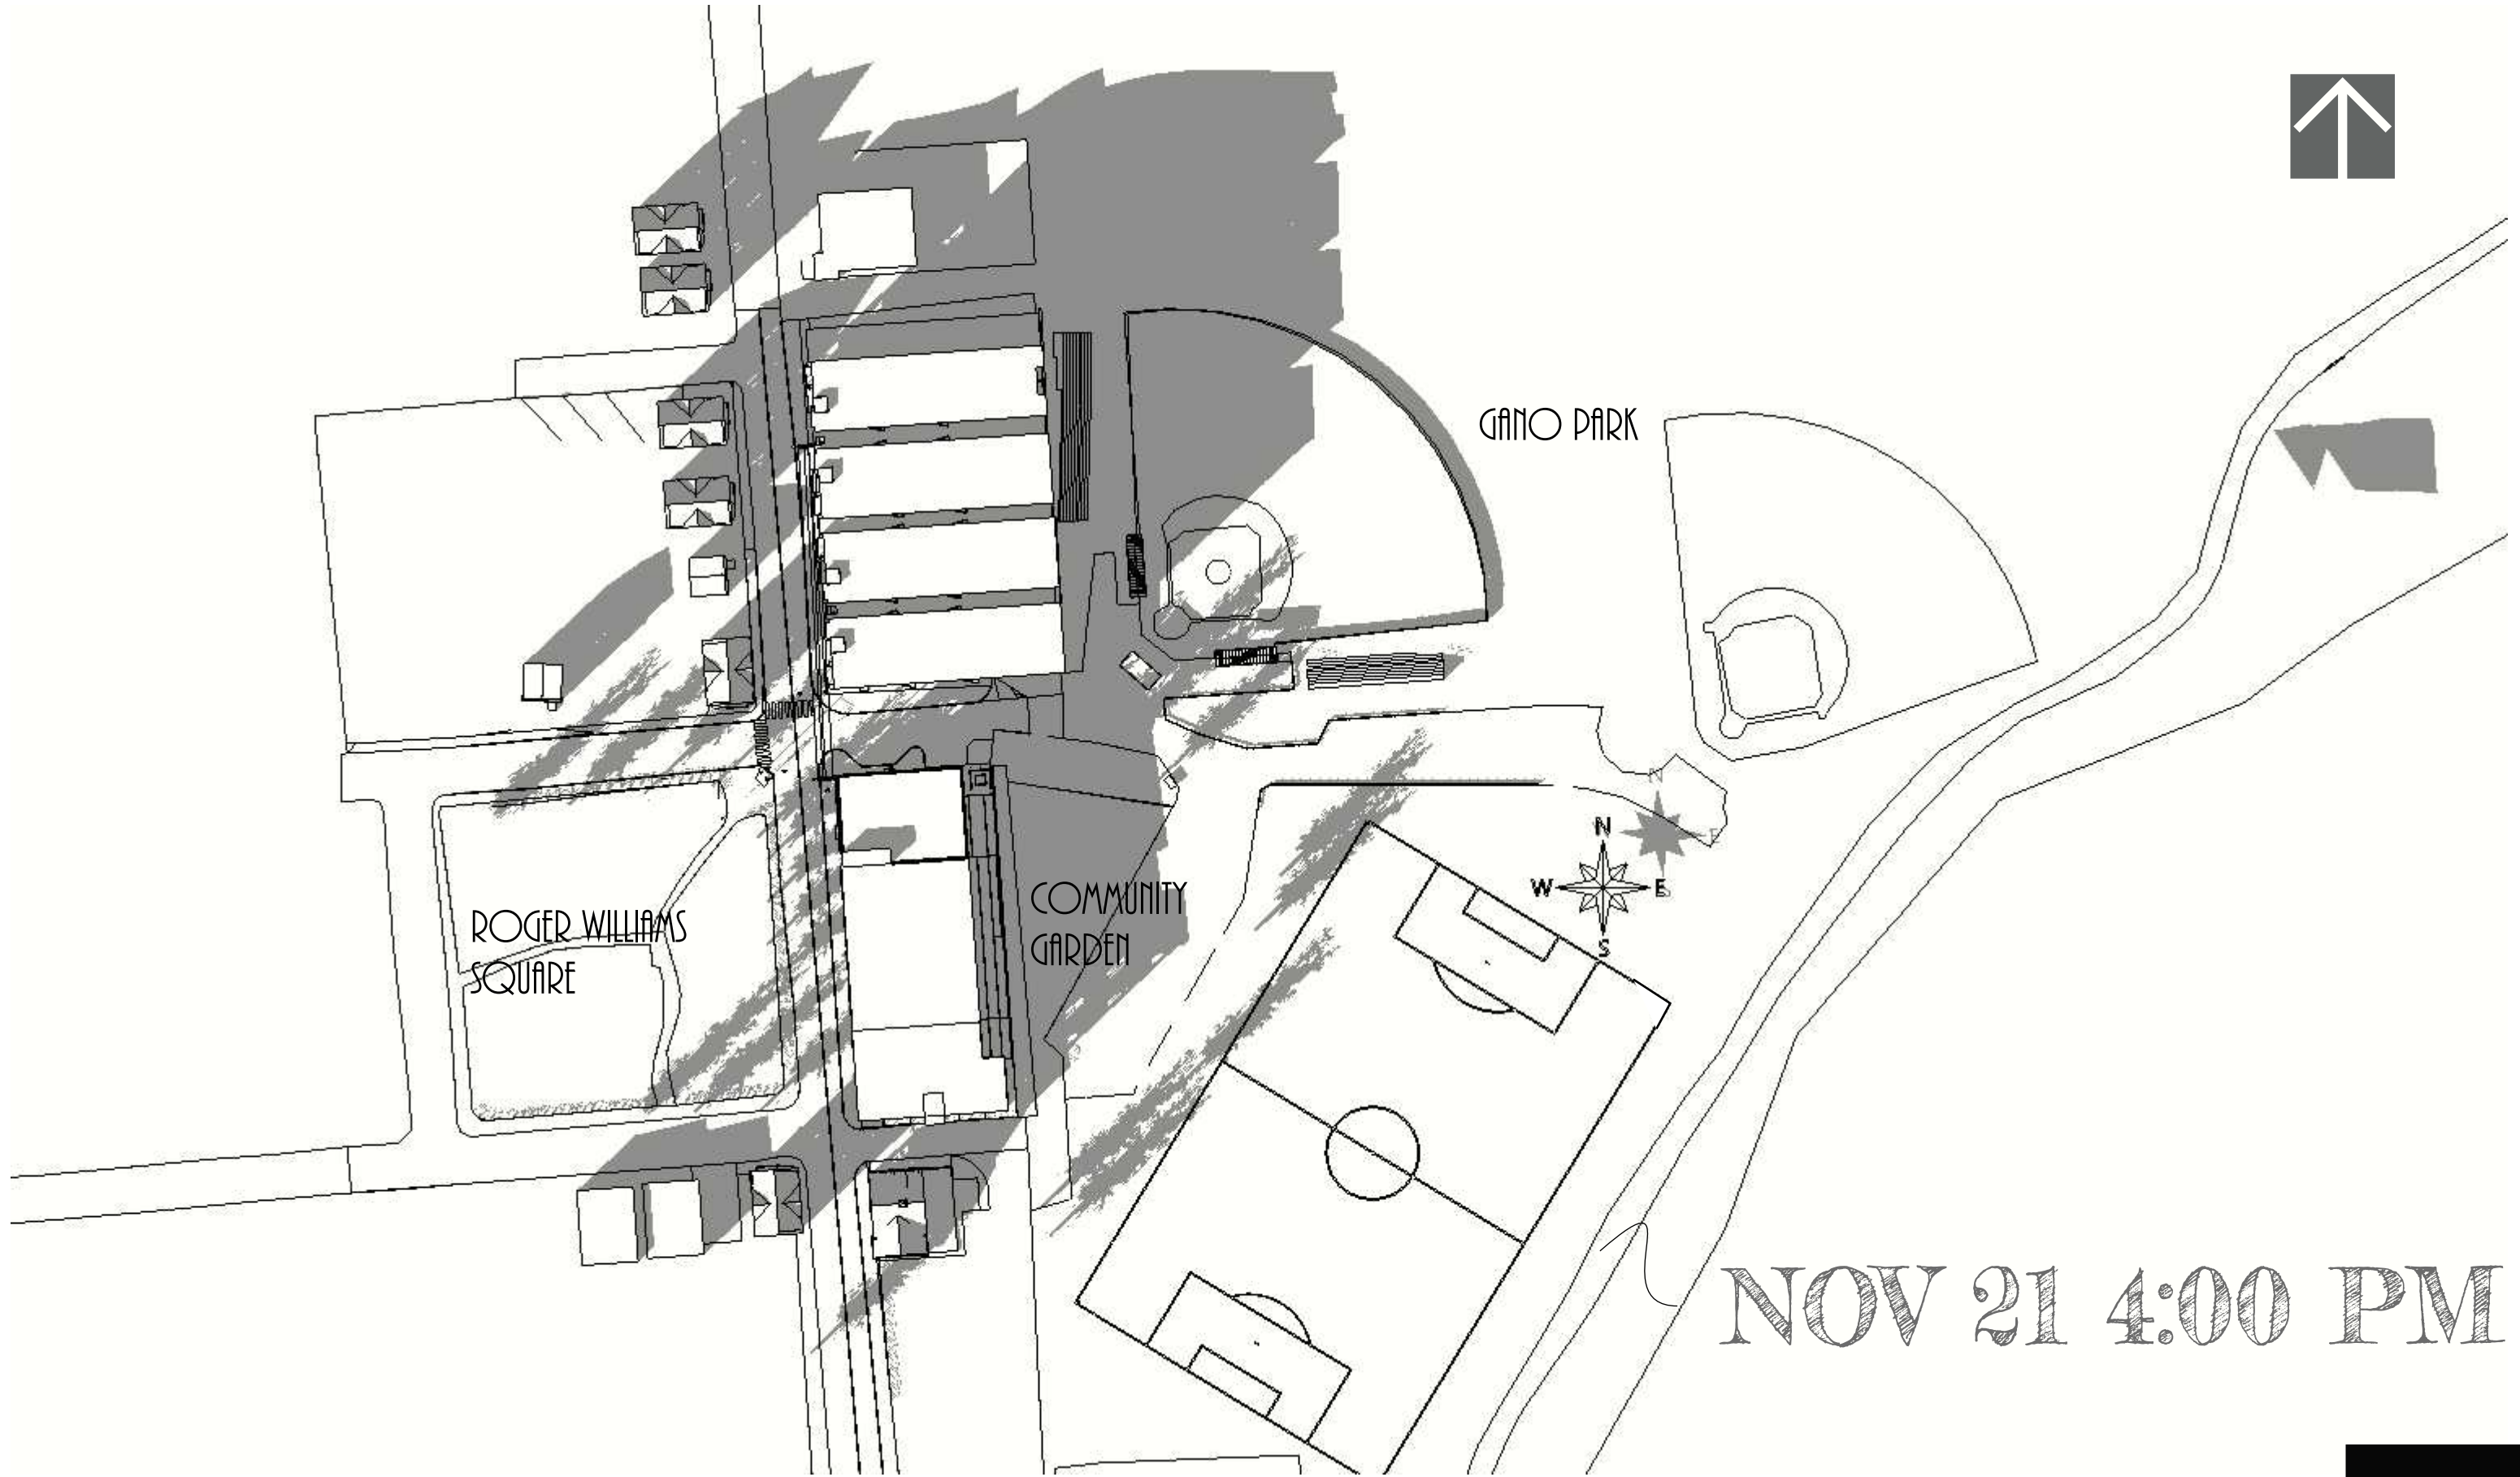 GANO PARK
N
E
N
W E
S
COMMUNITY
GARDEN
ROGER WILLIAMS
SQUARE
NOV 21 4:00 PM